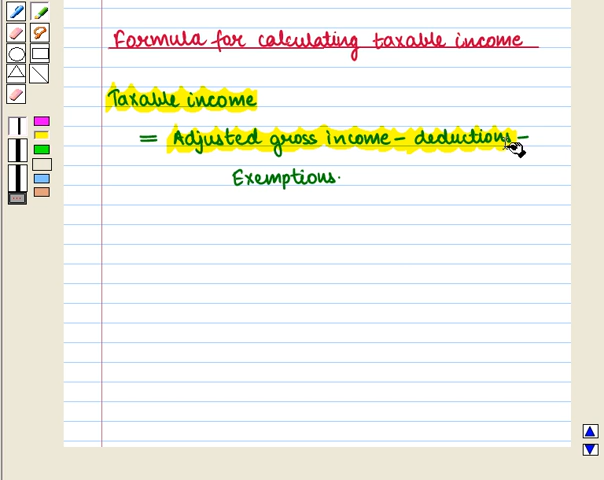 Formula for calculating taxable income
Taxable income
= Adjusted gross income - deductions -
Exemptions.